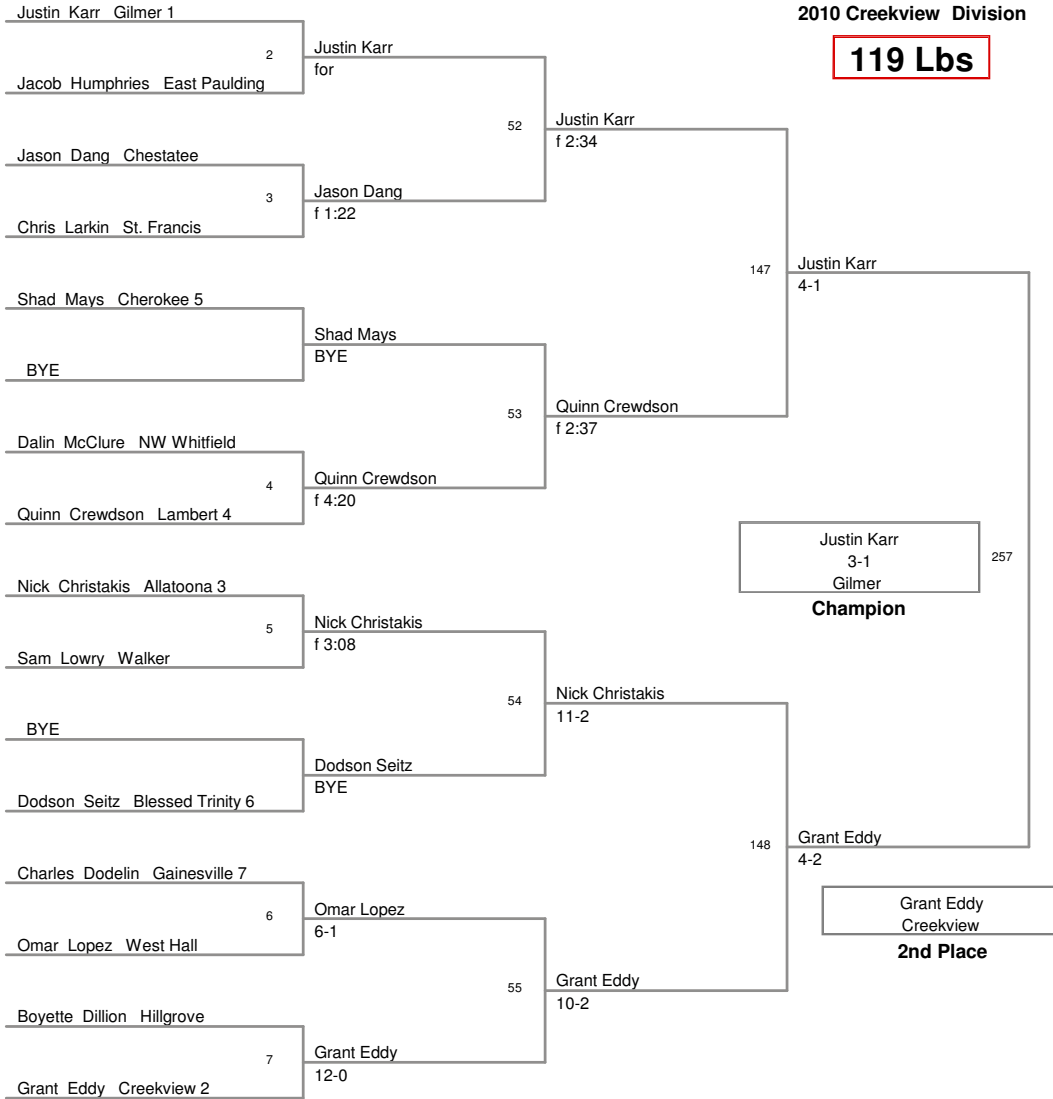 2010 Creekview Division
119 Lbs
Justin Karr Gilmer 1
2
Jacob Humphries East Paulding
Justin Karr
for
52
Jason Dang Chestatee
3
Chris Larkin St. Francis
Jason Dang
f 1:22
Justin Karr
f 2:34
147
Shad Mays Cherokee 5
BYE
Shad Mays
BYE
53
Dalin McClure NW Whitfield
4
Quinn Crewdson Lambert 4
Quinn Crewdson
f 4:20
Quinn Crewdson
f 2:37
Justin Karr
4-1
257
Justin Karr
3-1
Gilmer
Champion
Nick Christakis Allatoona 3
5
Sam Lowry Walker
Nick Christakis
f 3:08
54
BYE
Dodson Seitz Blessed Trinity 6
Dodson Seitz
BYE
Nick Christakis
11-2
148
Charles Dodelin Gainesville 7
6
Omar Lopez West Hall
Omar Lopez
6-1
55
Boyette Dillion Hillgrove
7
Grant Eddy Creekview 2
Grant Eddy
12-0
Grant Eddy
10-2
Grant Eddy
4-2
Grant Eddy
Creekview
2nd Place